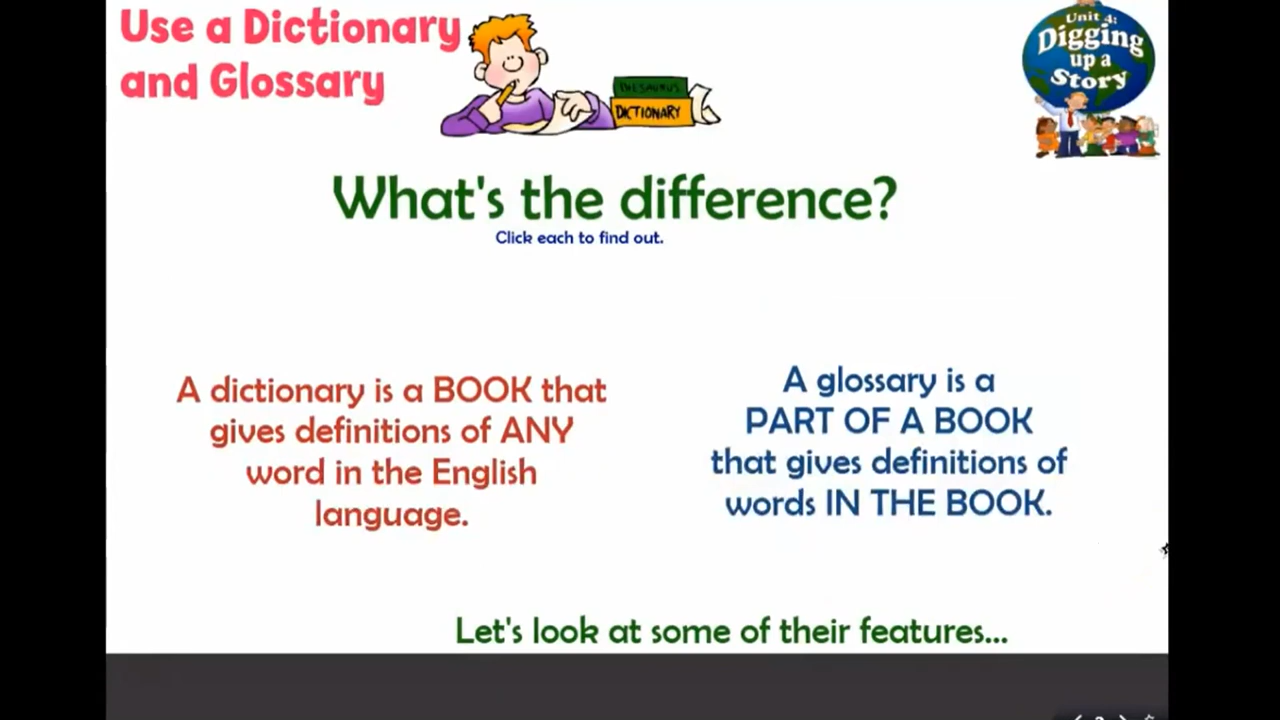 Use a Dictionary
and Glossary
THESAURUS
DICTIONARY
Unit 4:
Digging
up a
Story
What's the difference?
Click each to find out.
A dictionary is a BOOK that
gives definitions of ANY
word in the English
language.
A glossary is a
PART OF A BOOK
that gives definitions of
words IN THE BOOK.
Let's look at some of their features...